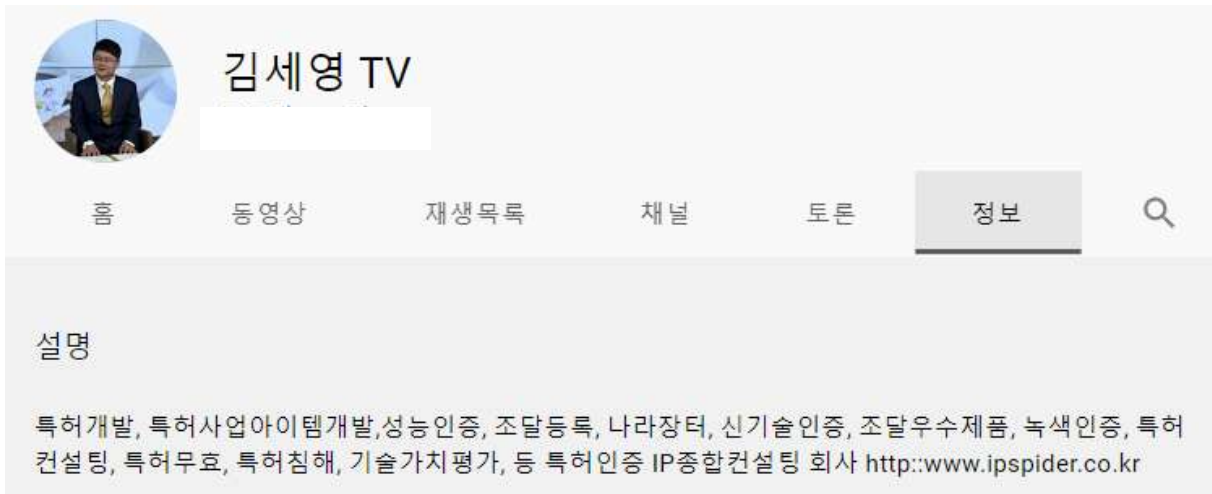 김세영 TV
홈 동영상 재생목록 채널 토론 정보
설명
특허개발, 특허사업아이템개발,성능인증, 조달등록, 나라장터, 신기술인증, 조달우수제품, 녹색인증, 특허
컨설팅, 특허무효, 특허침해, 기술가치평가, 등 특허인증 IP종합컨설팅 회사 http::www.ipspider.co.kr